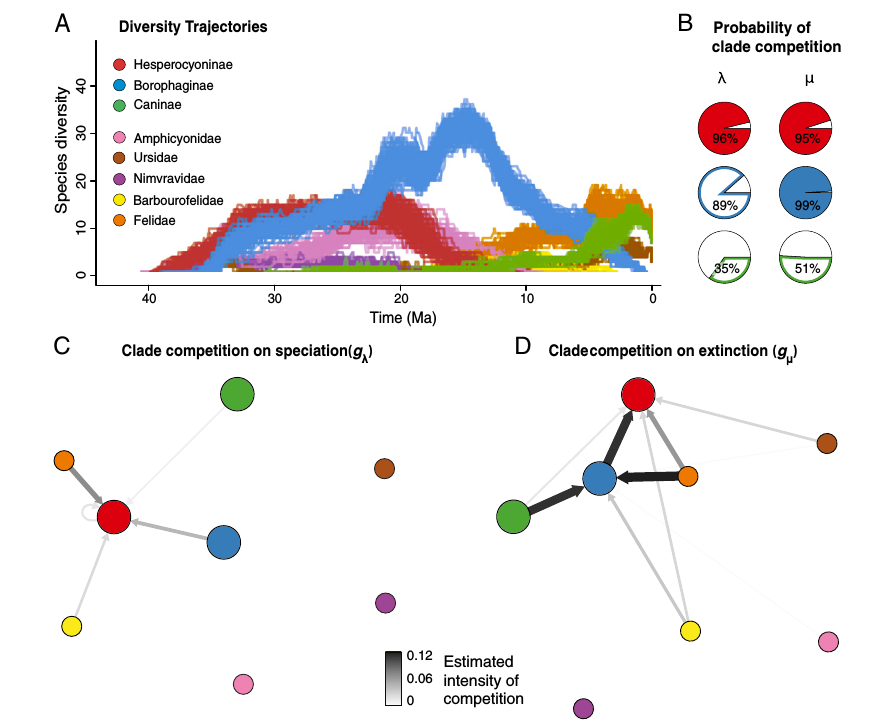 A
Diversity Trajectories
Species diversity
0
10
20
30
40
Hesperocyoninae
Borophaginae
Caninae
Amphicyonidae
Ursidae
Nimvravidae
Barbourofelidae
Felidae
40
30
20
10
0
Time (Ma)
B
Probability of
clade competition
λ
μ
96%
95%
89%
99%
35%
51%
C
Clade competition on speciation(gλ)
D
Cladecompetition on extinction (gμ)
0.12
0.06
0
Estimated
intensity of
competition